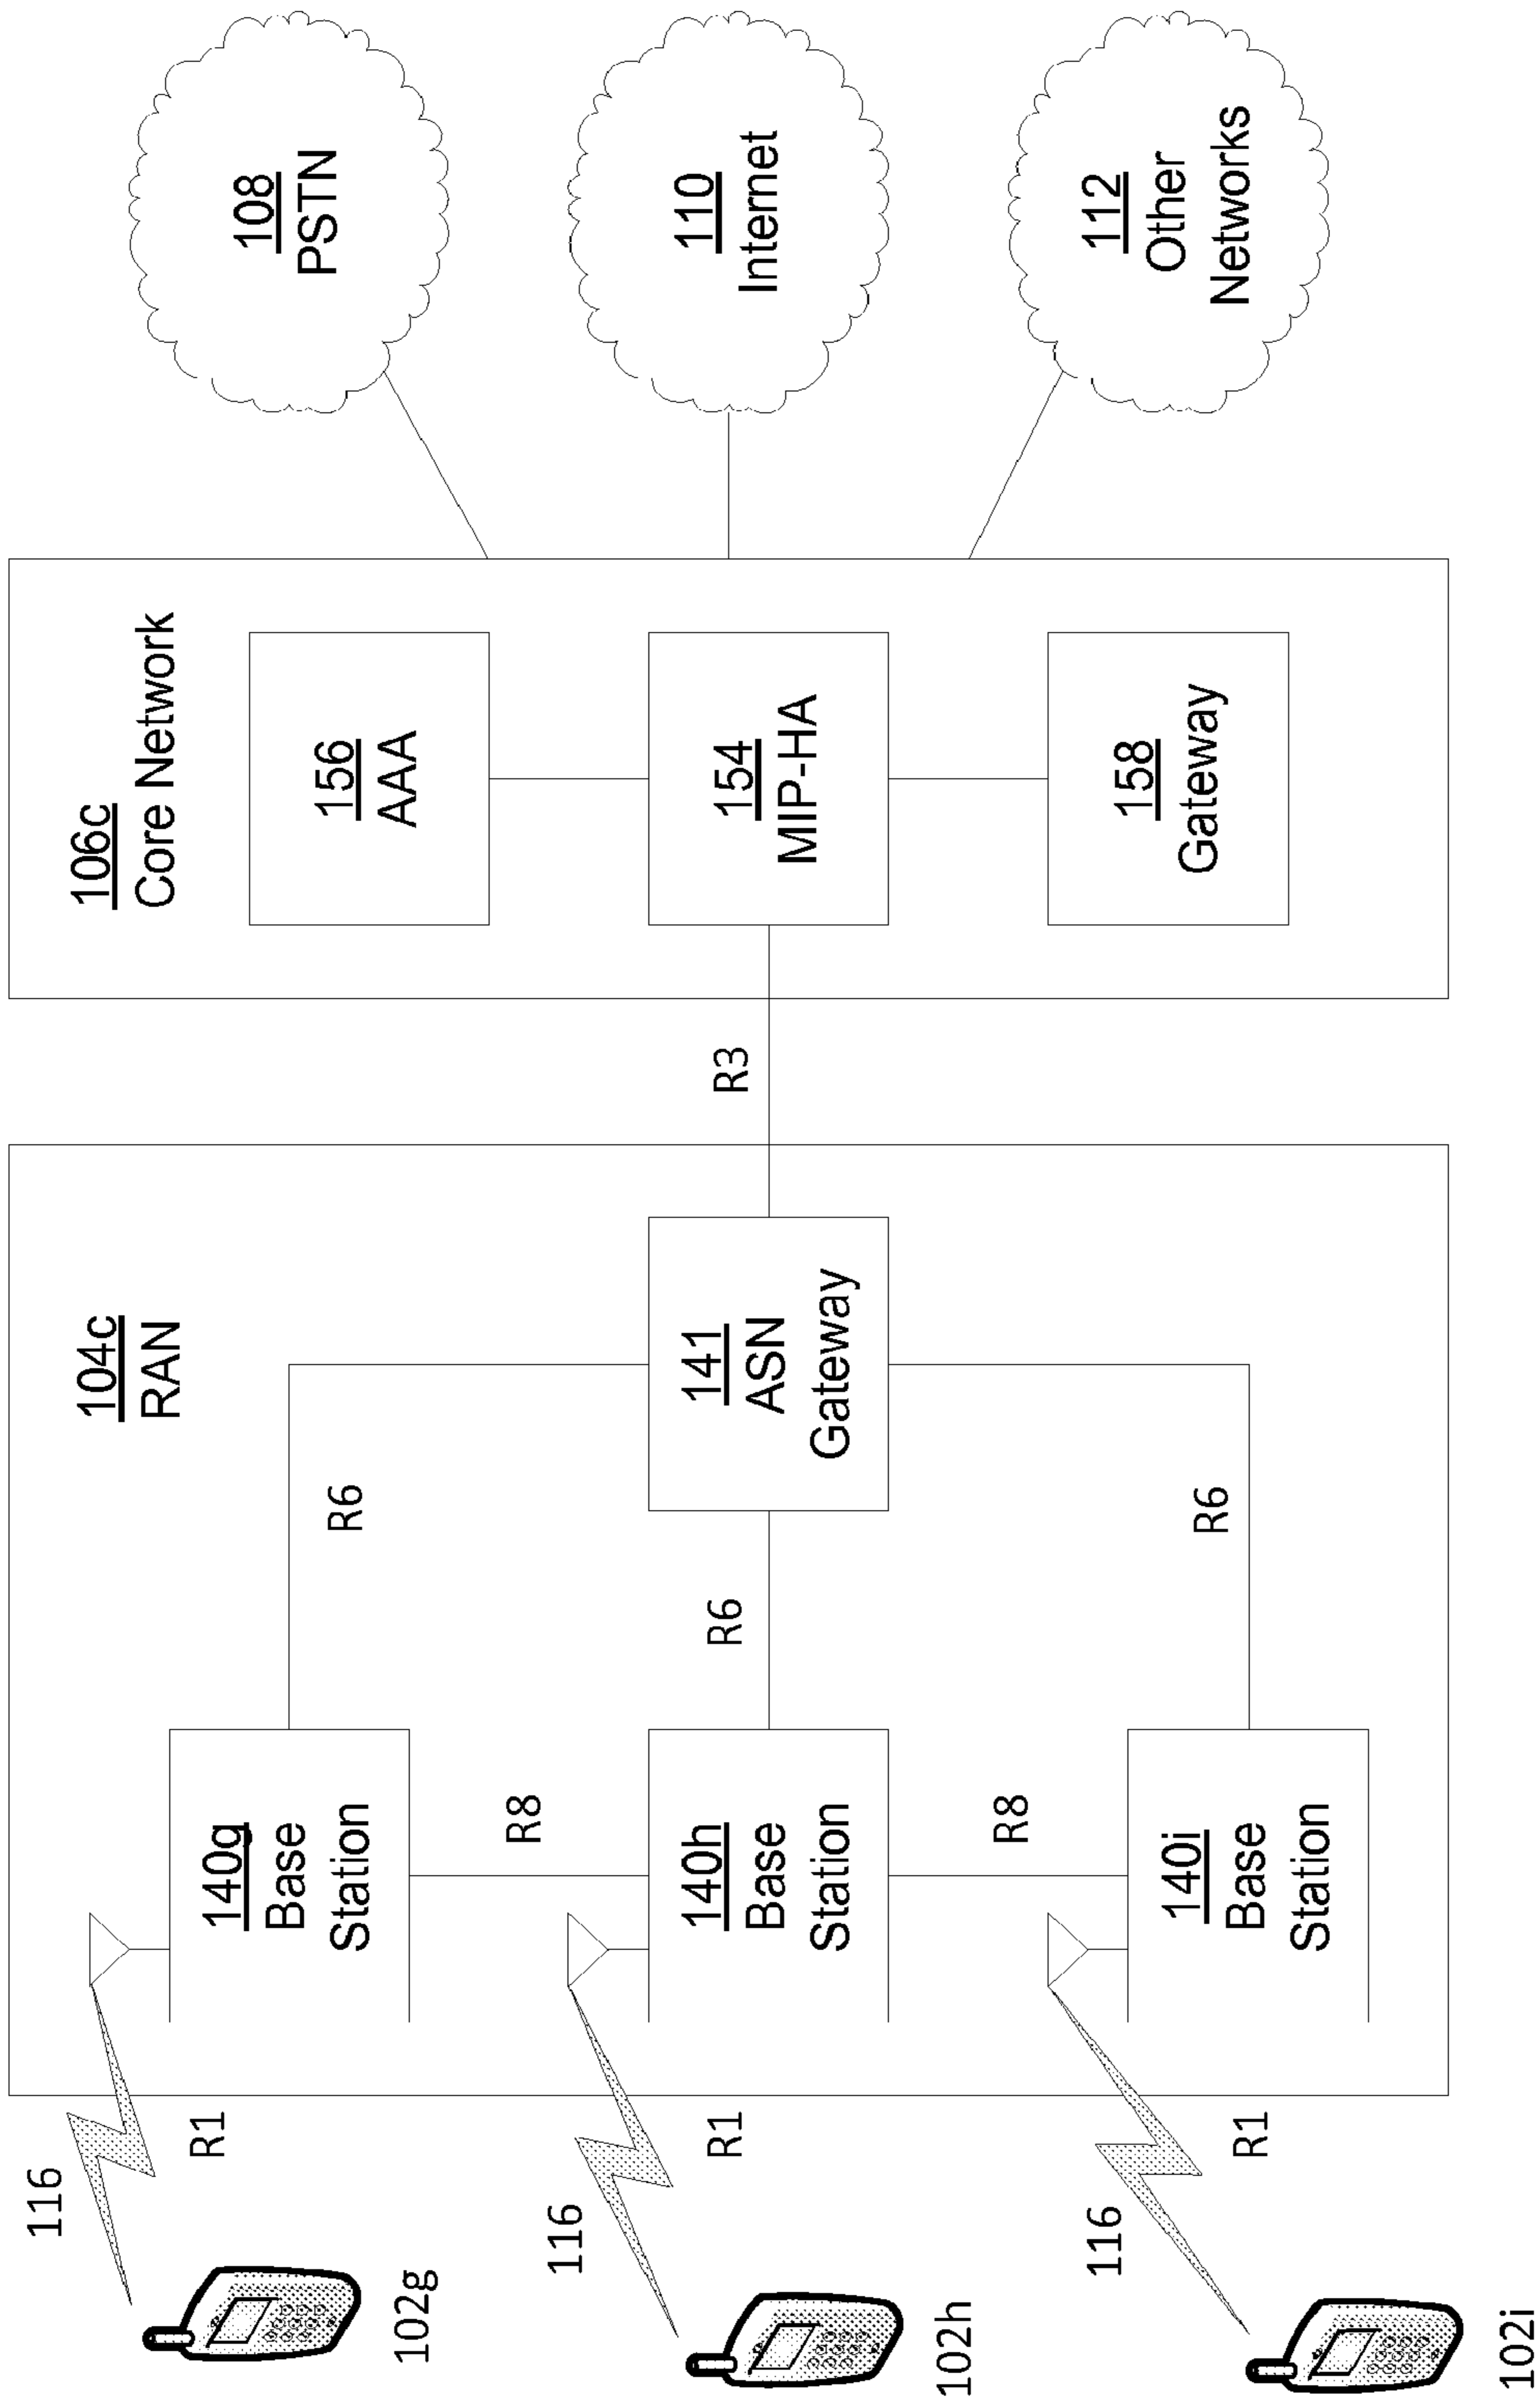 116
102g
R1
140g
Base
Station
R6
104c
RAN
106c
Core Network
156
AAA
108
PSTN
R8
116
102h
R1
140h
Base
Station
R6
141
ASN
Gateway
R3
154
MIP-HA
110
Internet
R8
116
102i
R1
140i
Base
Station
R6
158
Gateway
112
Other
Networks